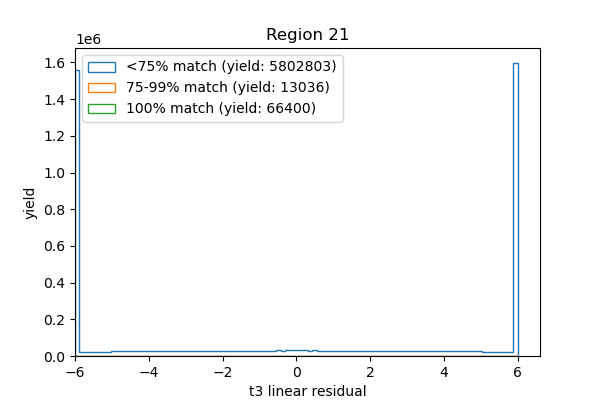 Region 21
1e6
<75% match (yield: 5802803)
75-99% match (yield: 13036)
100% match (yield: 66400)
1.6
1.4
1.2
1.0
0.8
0.6
0.4
0.2
0.0
yield
−6 −4 −2 0 2 4 6
t3 linear residual